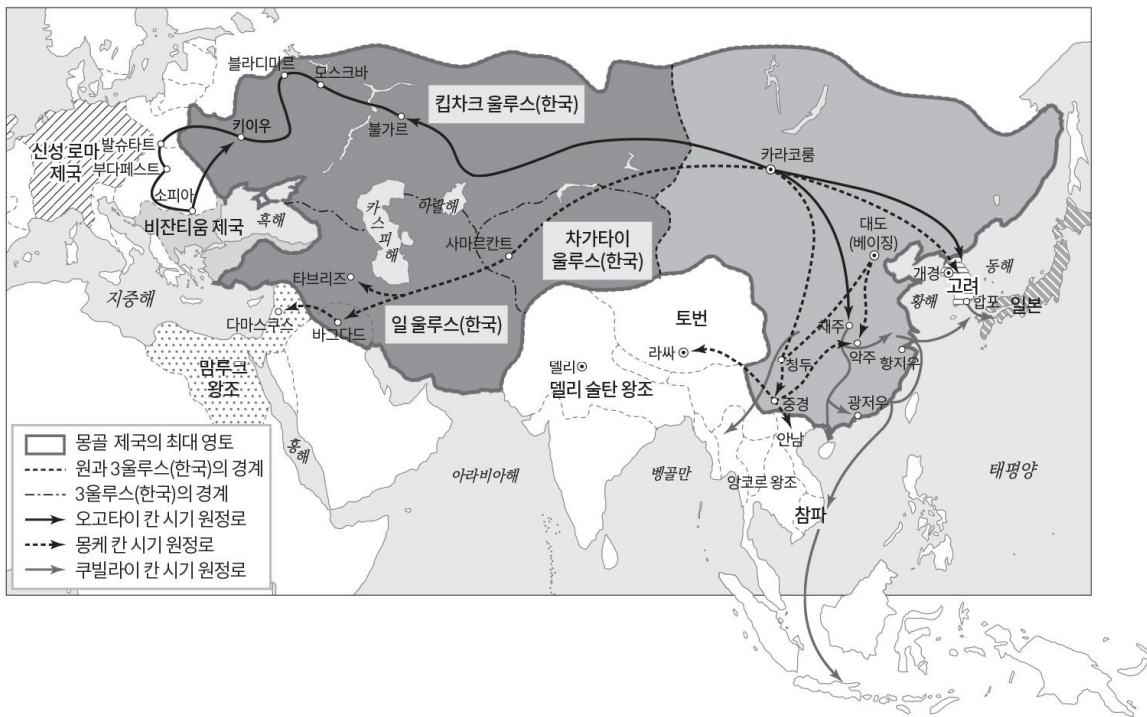 블라디미르
모스크바
킵차크 울루스(한국)
불가르
키이우
신성 로마
제국
발슈타트
부다페스트
소피아
비잔티움 제국
흑해
카스피해
아랄해
사마르칸트
차가타이
울루스(한국)
카라코룸
대도
(베이징)
개경
고려
동해
황해
합포
일본
지중해
타브리즈
다마스쿠스
바그다드
일 울루스(한국)
맘루크
왕조
홍해
토번
라싸
델리
델리 술탄 왕조
채주
악주
항저우
청두
중경
광저우
안남
아라비아해
벵골만
앙코르 왕조
참파
태평양
몽골 제국의 최대 영토
원과 3울루스(한국)의 경계
3울루스(한국)의 경계
오고타이 칸 시기 원정로
몽케 칸 시기 원정로
쿠빌라이 칸 시기 원정로